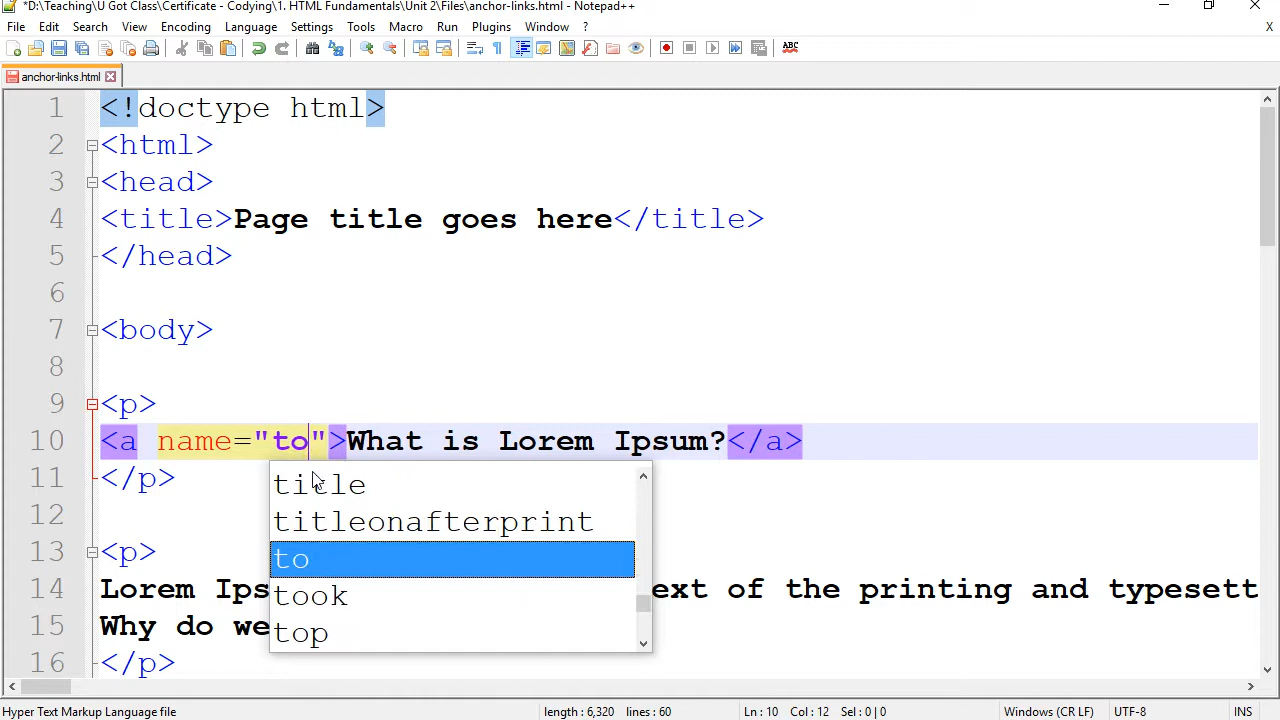 *D:\Teaching\U Got Class\Certificate - Codying\1. HTML Fundamentals\Unit 2\Files\anchor-links.html - Notepad++
File Edit Search View Encoding Language Settings Tools Macro Run Plugins Window ? X
ABC
anchor-links.html
1 <!doctype html>
2 <html>
3 <head>
4 <title>Page title goes here</title>
5 </head>
6
7 <body>
8
9 <p>
10 <a name="to">What is Lorem Ipsum?</a>
11 </p>
title
titleonafterprint
12
13 <p>
to
14 Lorem Ips ext of the printing and typesett
took
15 Why do we
top
16 </p>
Hyper Text Markup Language file length : 6,320 lines : 60 Ln : 10 Col : 12 Sel : 0 | 0 Windows (CR LF) UTF-8 INS